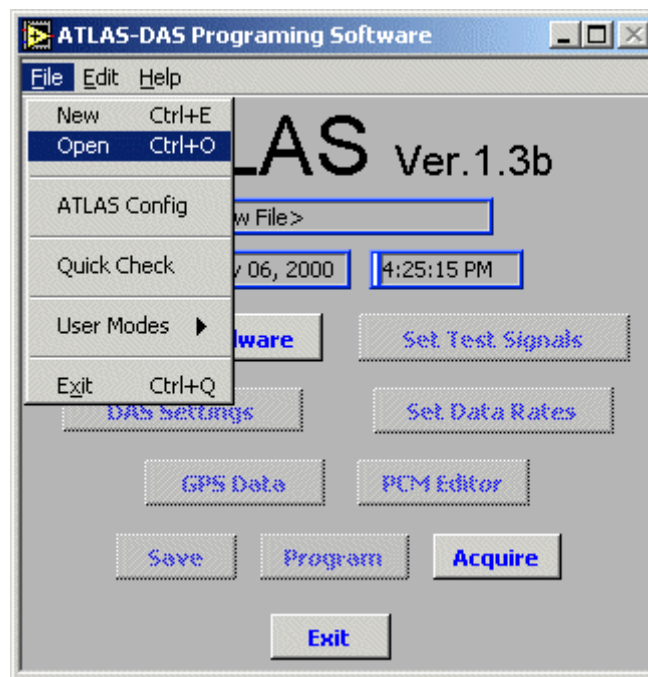 ATLAS-DAS Programing Software
File Edit Help
New Ctrl+E
Open Ctrl+O
LAS Ver.1.3b
ATLAS Config
w File>
Quick Check
06, 2000 4:25:15 PM
User Modes
ware Set Test Signals
Exit Ctrl+Q
DAS Settings Set Data Rates
GPS Data PCM Editor
Save Program Acquire
Exit